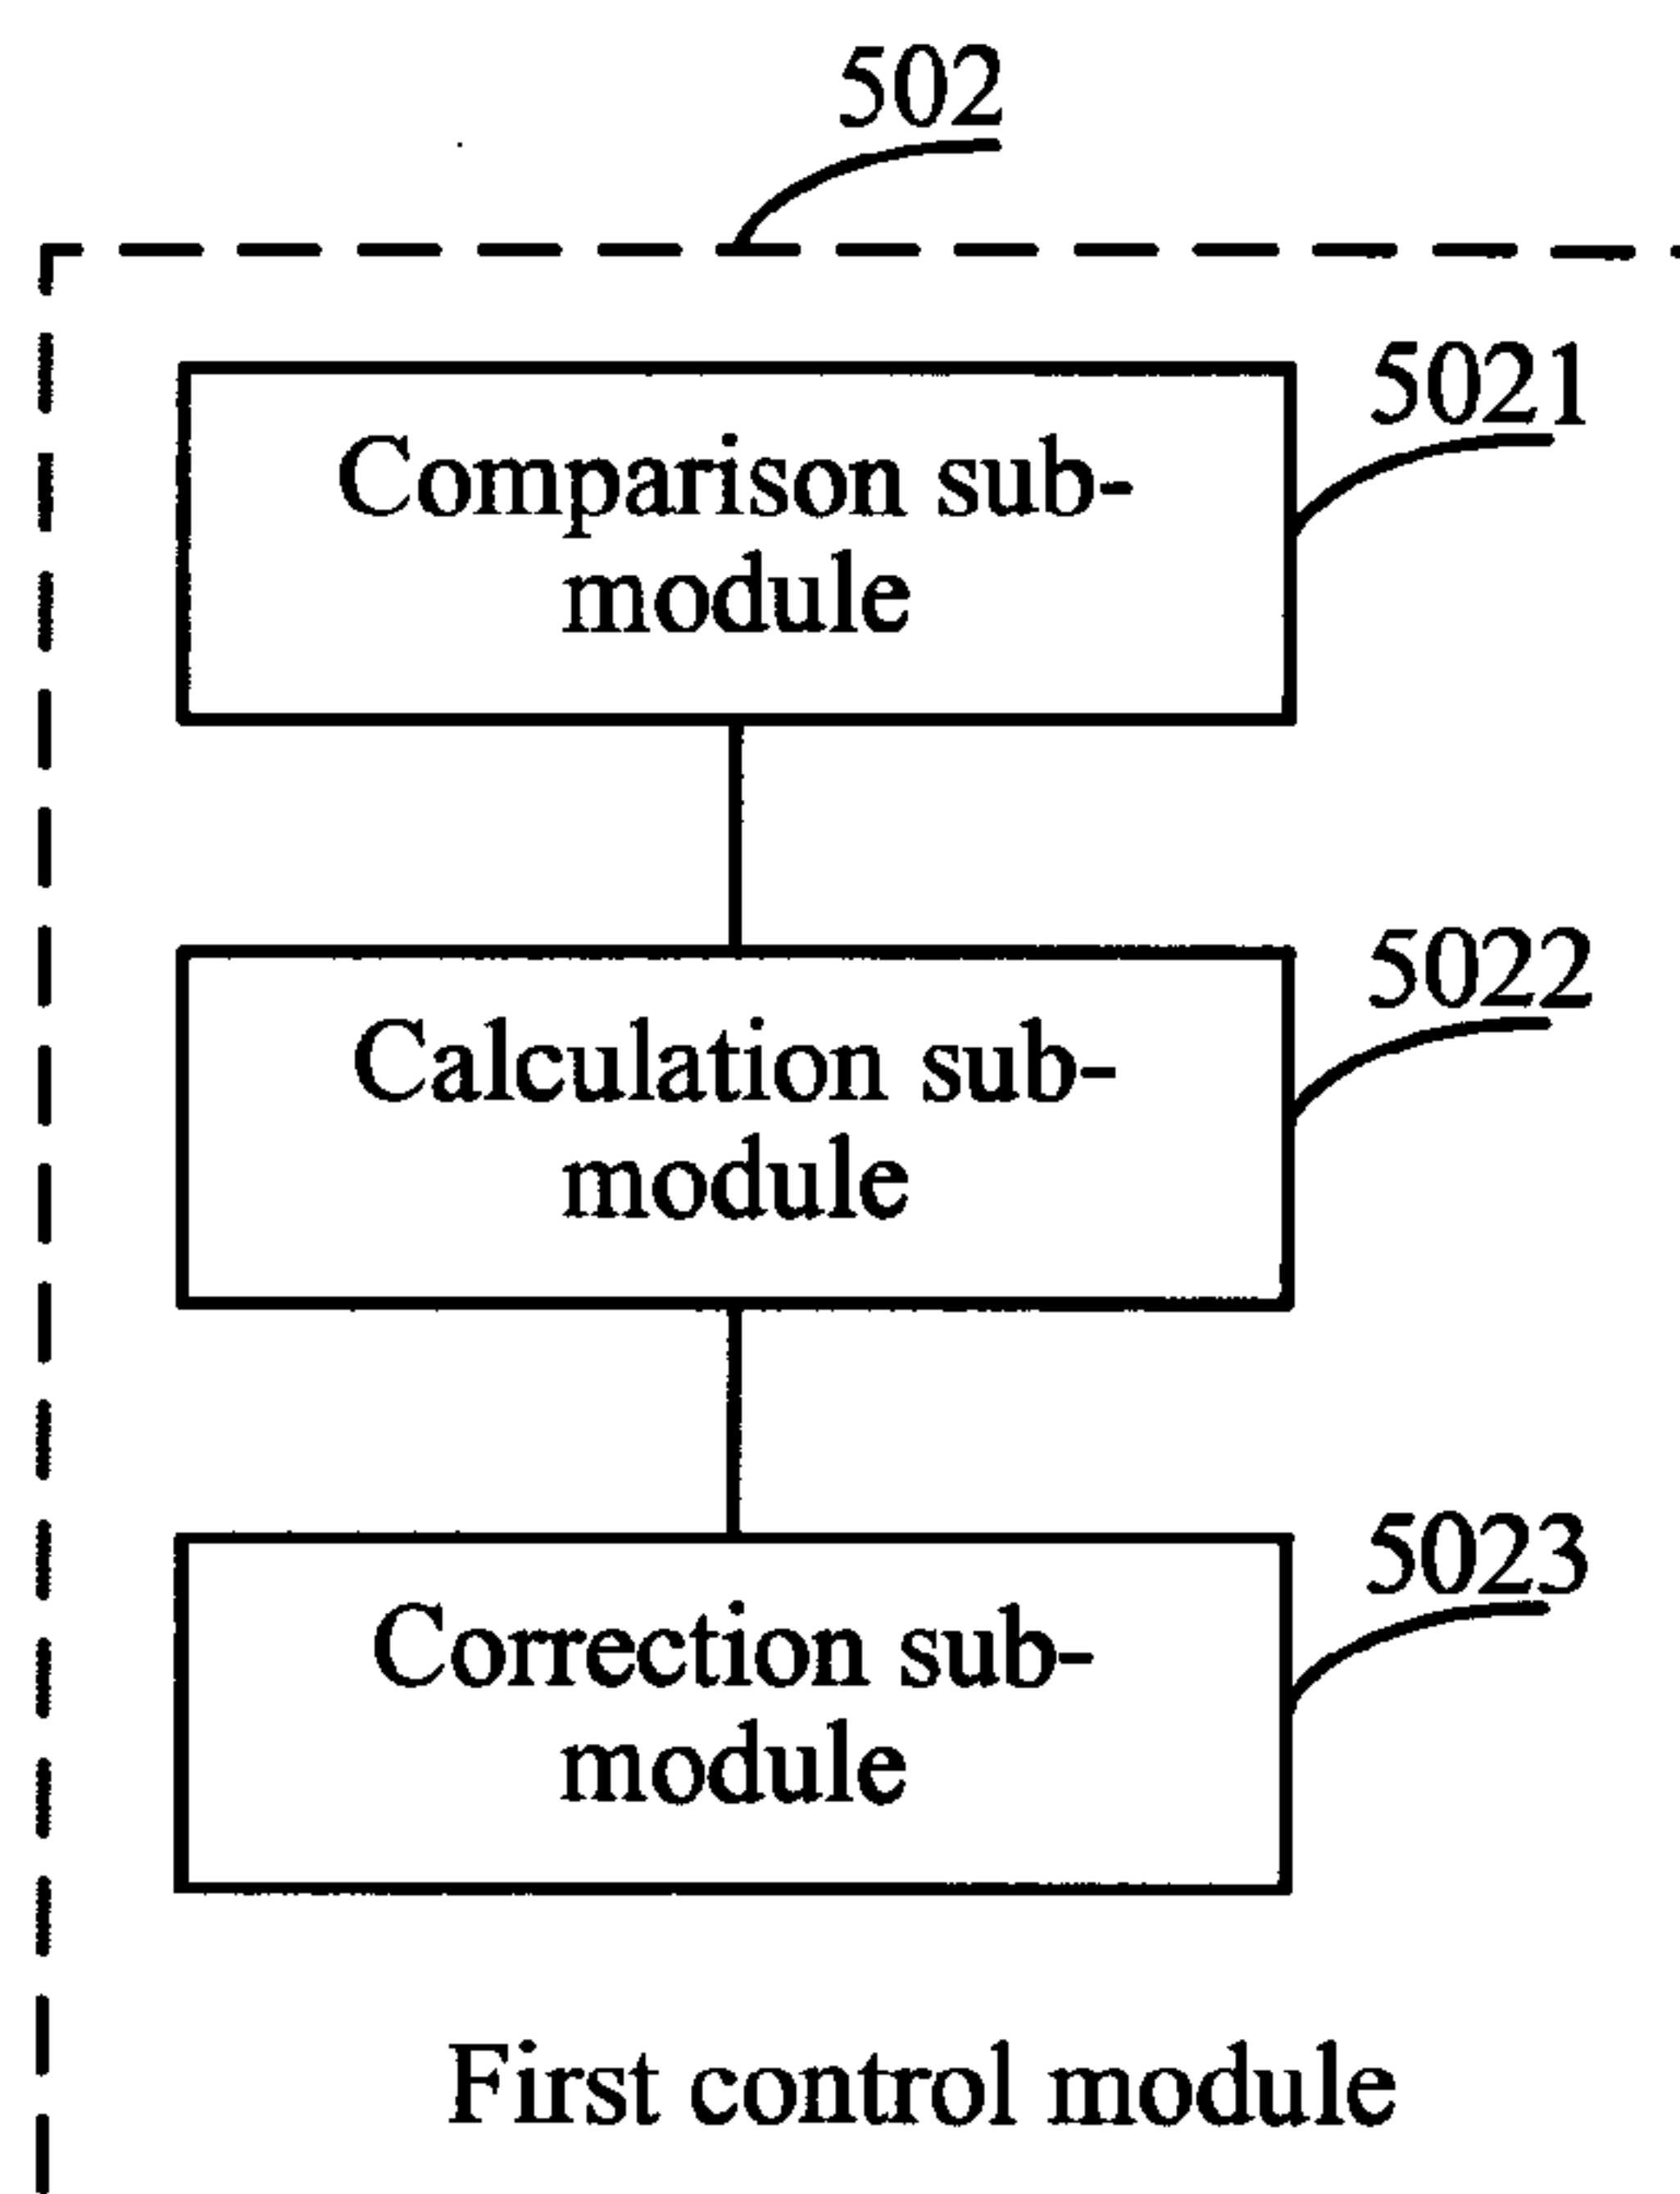 502
5021
Comparison sub-
module
5022
Calculation sub-
module
5023
Correction sub-
module
First control module